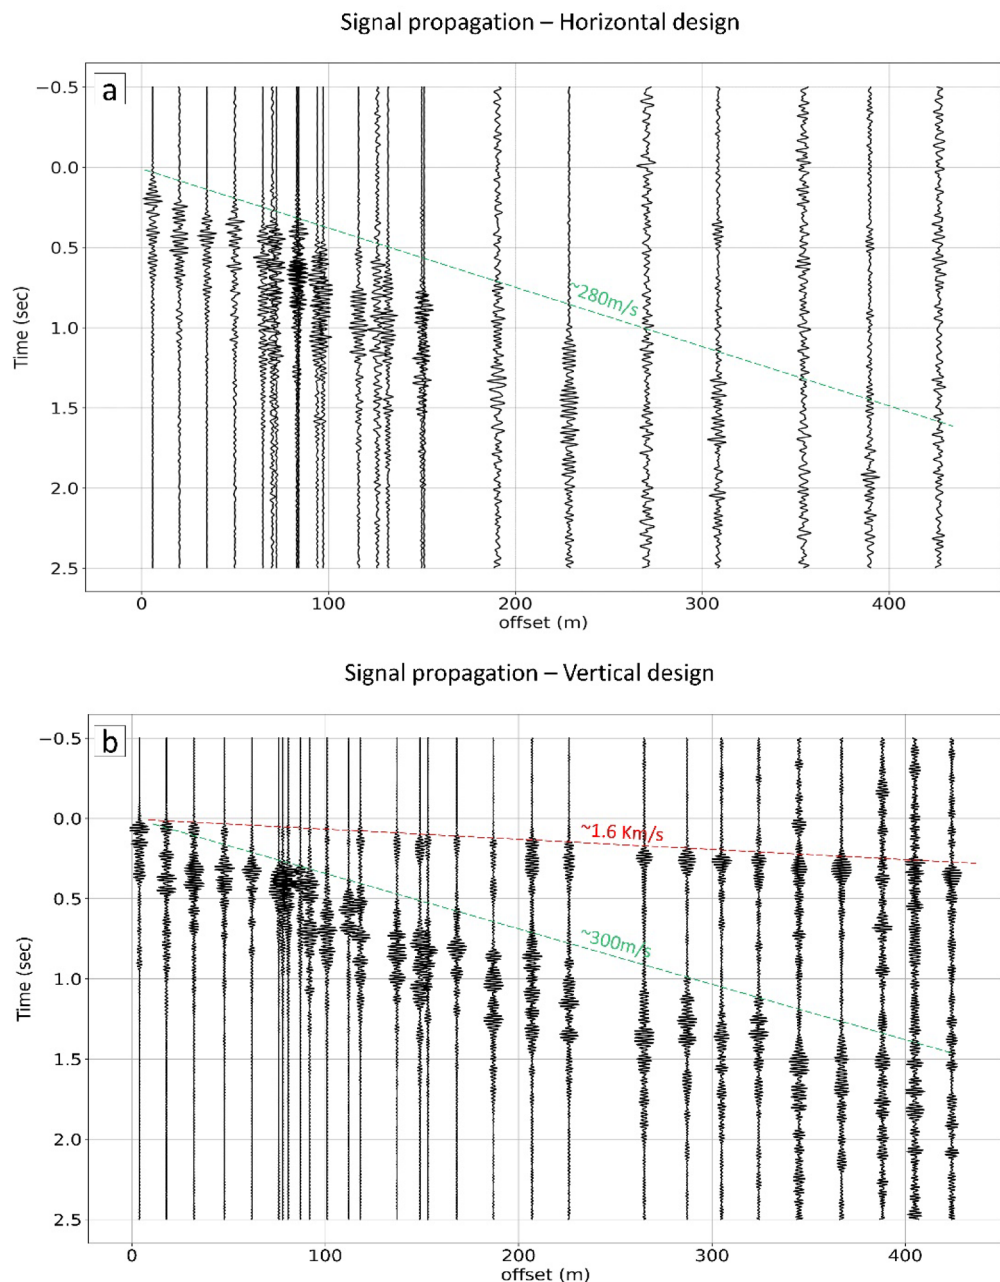 Signal propagation – Horizontal design
a
−0.5
0.0
0.5
1.0
1.5
2.0
2.5
Time (sec)
~280m/s
0 100 200 300 400
offset (m)
Signal propagation – Vertical design
b
−0.5
0.0
0.5
1.0
1.5
2.0
2.5
Time (sec)
~1.6 Km/s
~300m/s
0 100 200 300 400
offset (m)